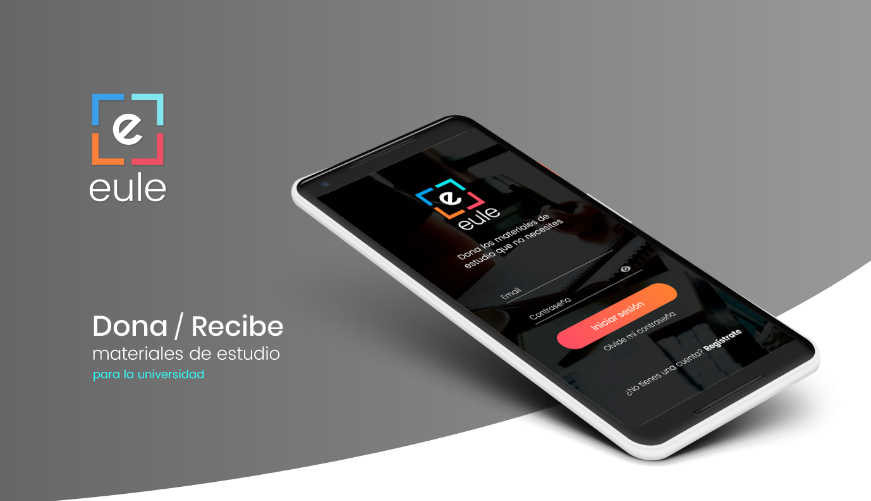 e
eule
Dona / Recibe
materiales de estudio
para la universidad
e
eule
Dona los materiales de
estudio que no necesites
Email
Contraseña
Iniciar sesión
Olvide mi contraseña
¿No tienes una cuenta? Regístrate